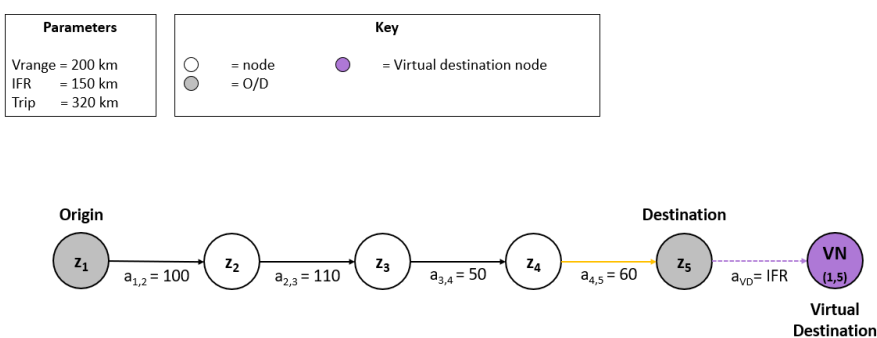 Parameters
Vrange = 200 km
IFR = 150 km
Trip = 320 km
Key
= node
= Virtual destination node
= O/D
Origin
Destination
z1
z2
z3
z4
z5
VN
(1,5)
a1,2 = 100
a2,3 = 110
a3,4 = 50
a4,5 = 60
aVD= IFR
Virtual
Destination